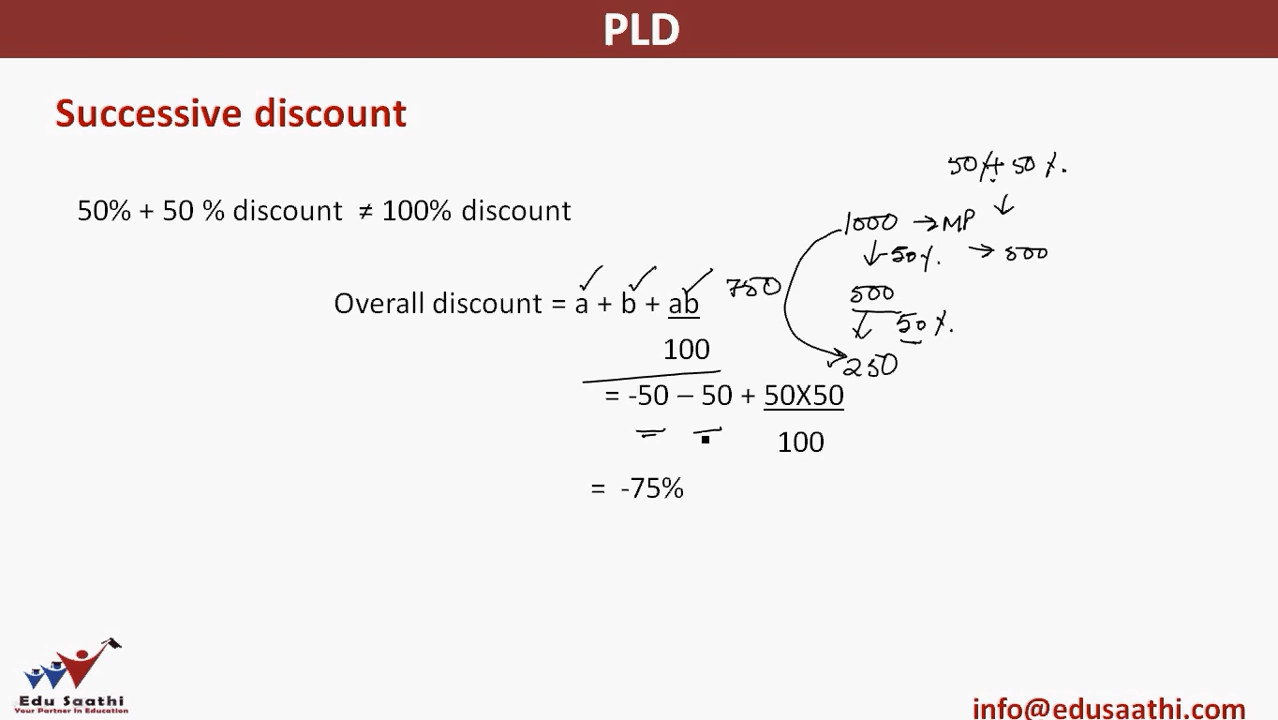 PLD
Successive discount
50% + 50%.
50% + 50 % discount ≠ 100% discount
1000 → MP ↓
↓ 50%. → 500
Overall discount = a + b + ab 750 500
100
↓ 50%.
250
= -50 – 50 + 50X50
100
= -75%
Edu Saathi
Your Partner In Education
info@edusaathi.com